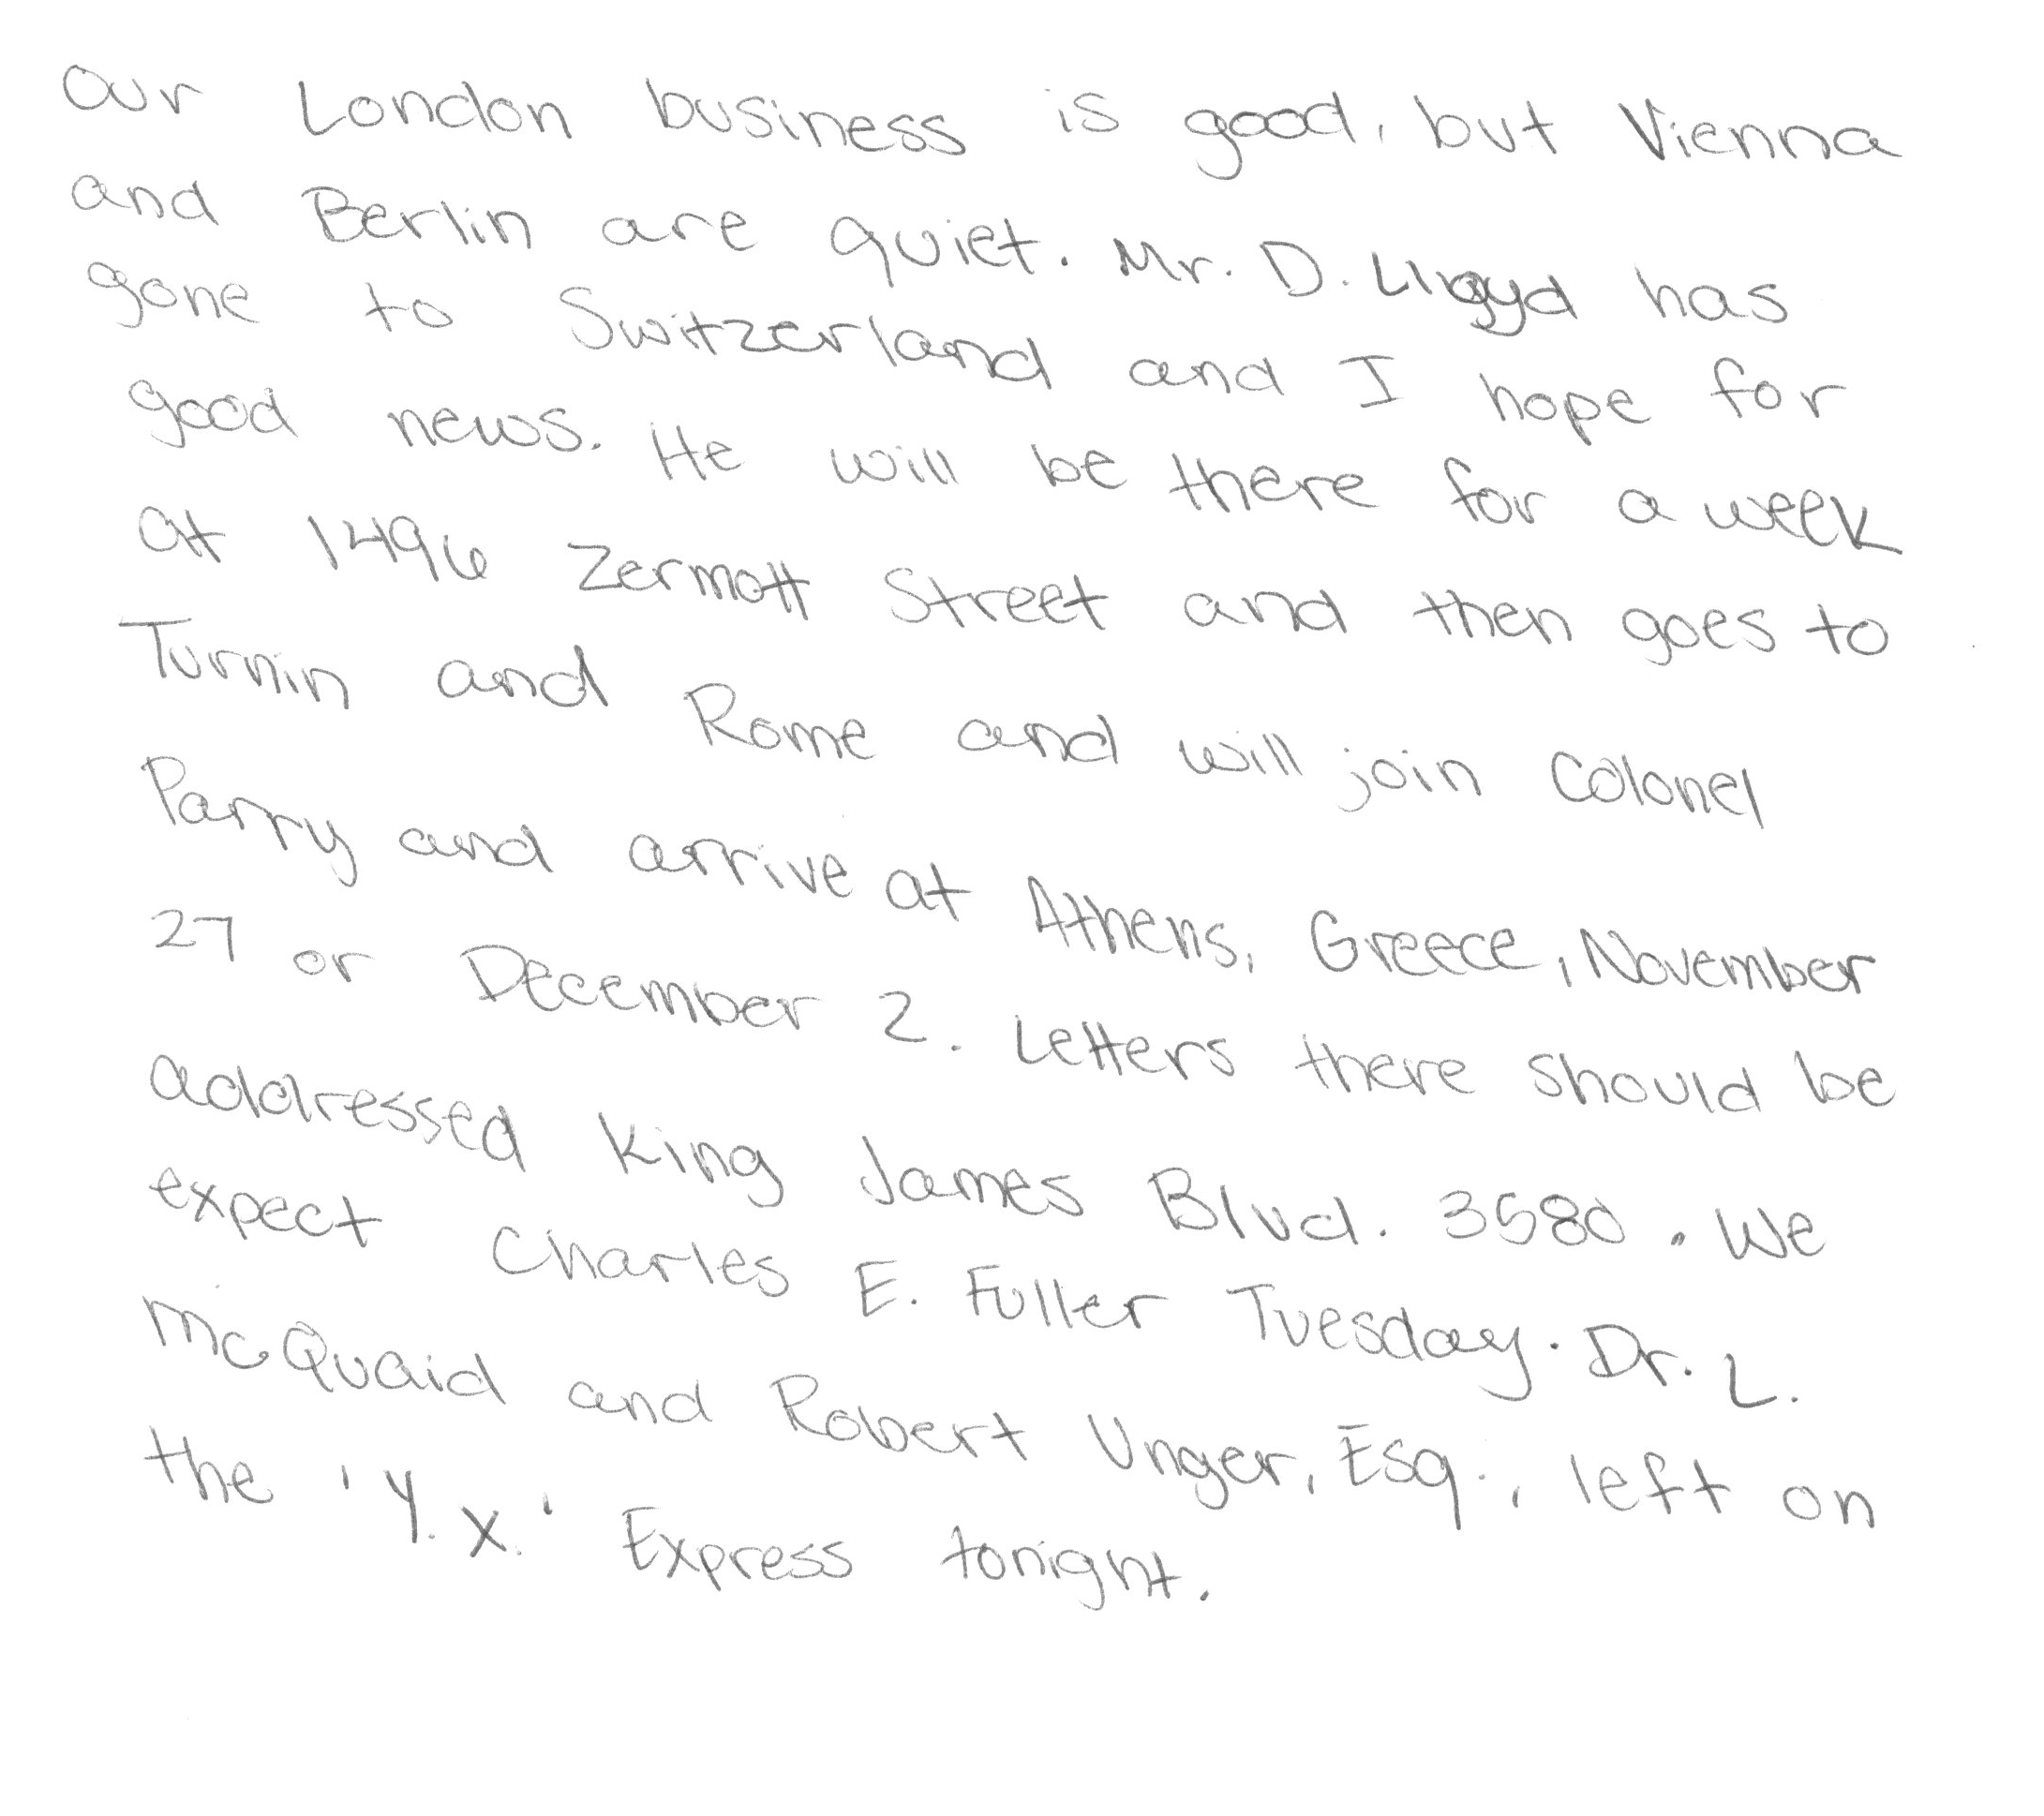 Our London business is good, but Vienna
and Berlin are quiet. Mr. D. Lloyd has
gone to Switzerland and I hope for
good news. He will be there for a week
at 1496 Zermott Street and then goes to
Turnin and Rome and will join Colonel
Parry and arrive at Athens, Greece, November
27 or December 2. Letters there should be
addressed King James Blvd. 3580. We
expect Charles E. Fuller Tuesday. Dr. L.
McQuaid and Robert Unger, Esq., left on
the 'Y.X.' Express tonight.